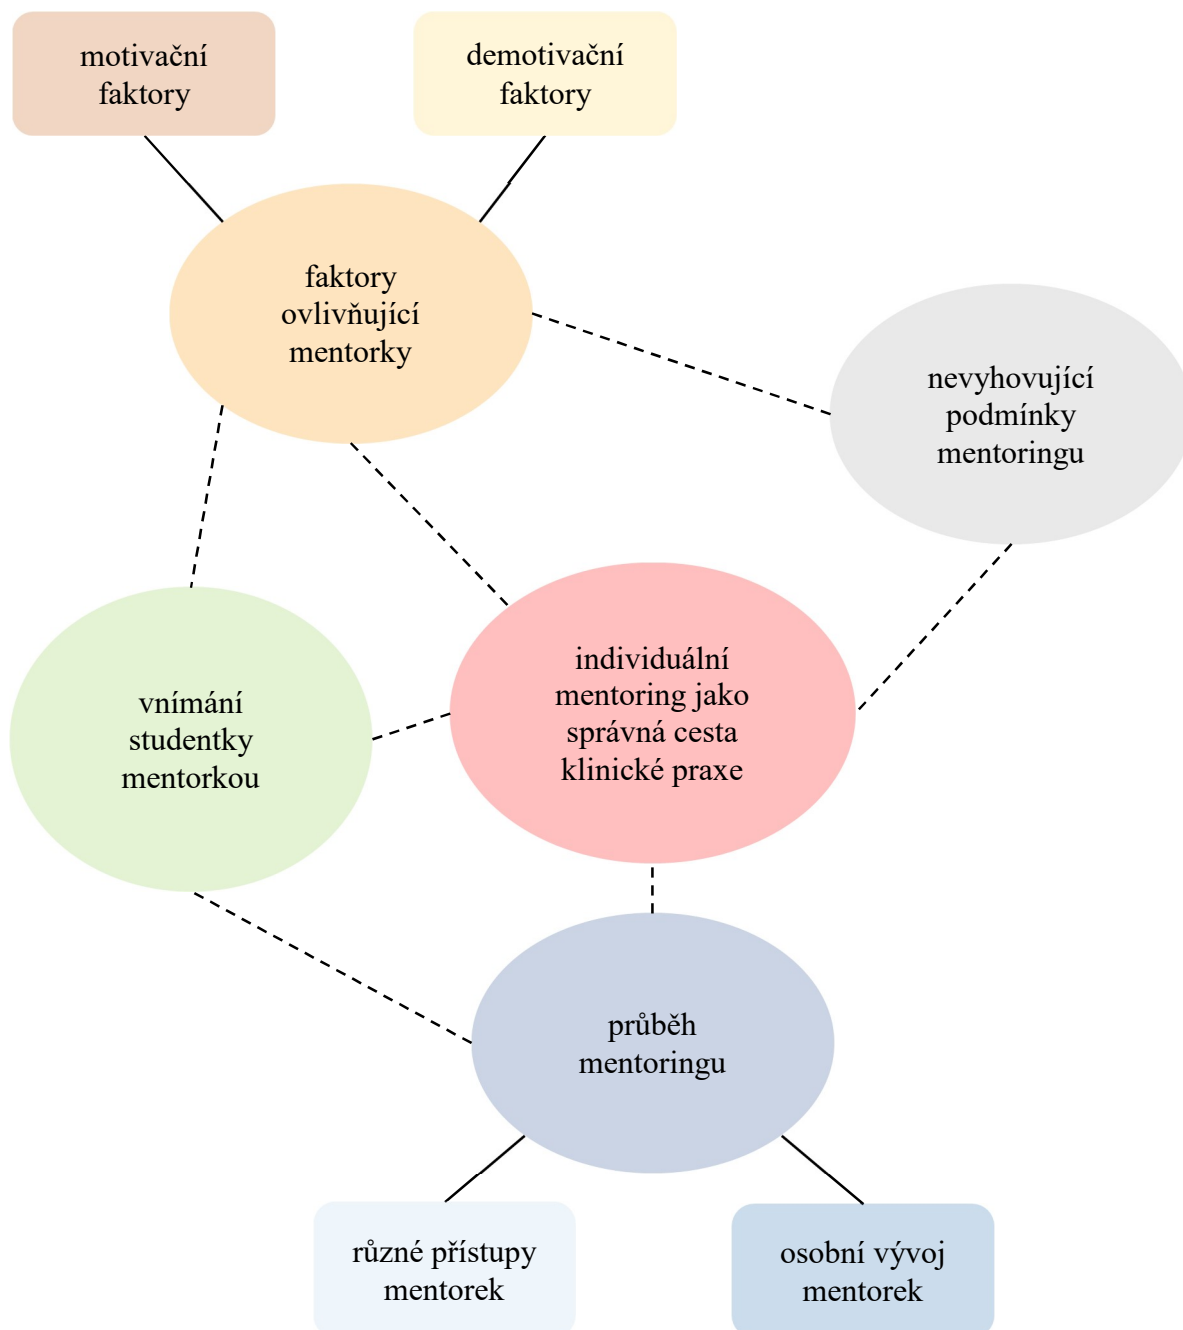 motivační
faktory
demotivační
faktory
faktory
ovlivňující
mentorky
nevyhovující
podmínky
mentoringu
individuální
mentoring jako
správná cesta
klinické praxe
vnímání
studentky
mentorkou
průběh
mentoringu
různé přístupy
mentorek
osobní vývoj
mentorek